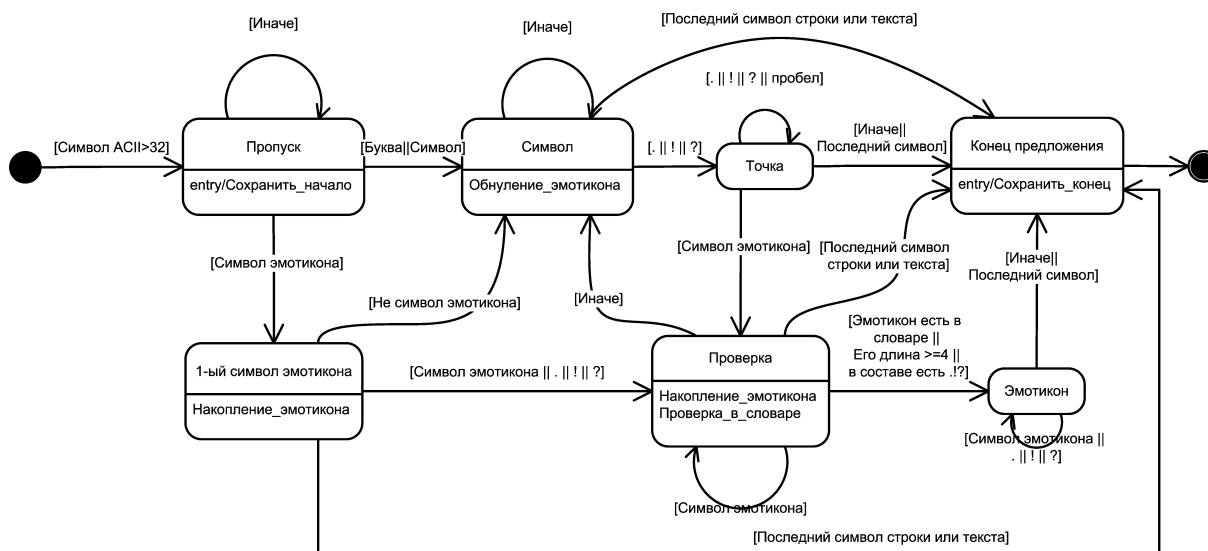 [Иначе]
[Иначе]
[Последний символ строки или текста]
[. || ! || ? || пробел]
[Символ ACII>32]
Пропуск
entry/Сохранить_начало
[Буква||Символ]
Символ
Обнуление_эмотикона
[. || ! || ?]
Точка
[Иначе||
Последний символ]
Конец предложения
entry/Сохранить_конец
[Символ эмотикона]
[Не символ эмотикона]
[Иначе]
[Символ эмотикона]
[Последний символ
строки или текста]
[Иначе||
Последний символ]
1-ый символ эмотикона
Накопление_эмотикона
[Символ эмотикона || . || ! || ?]
Проверка
Накопление_эмотикона
Проверка_в_словаре
[Эмотикон есть в
словаре ||
Его длина >=4 ||
в составе есть .!?]
Эмотикон
[Символ эмотикона ||
. || ! || ?]
[Символ эмотикона]
[Последний символ строки или текста]